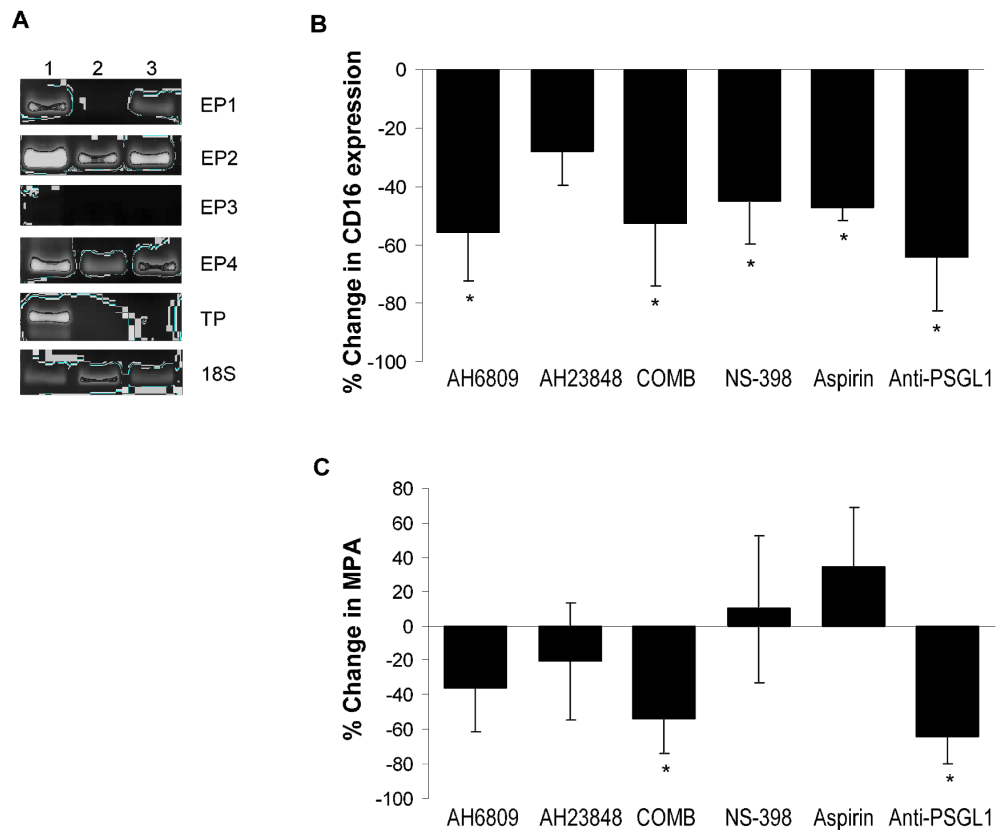 A
1 2 3
EP1
EP2
EP3
EP4
TP
18S
B
% Change in CD16 expression
0
-20
-40
-60
-80
-100
* * * * *
AH6809 AH23848 COMB NS-398 Aspirin Anti-PSGL1
C
% Change in MPA
80
60
40
20
0
-20
-40
-60
-80
-100
* *
AH6809 AH23848 COMB NS-398 Aspirin Anti-PSGL1